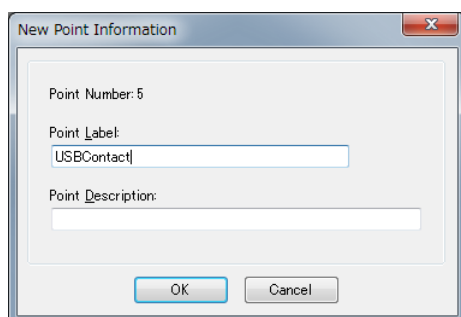 New Point Information
Point Number: 5
Point Label:
USBContact
Point Description:
OK
Cancel